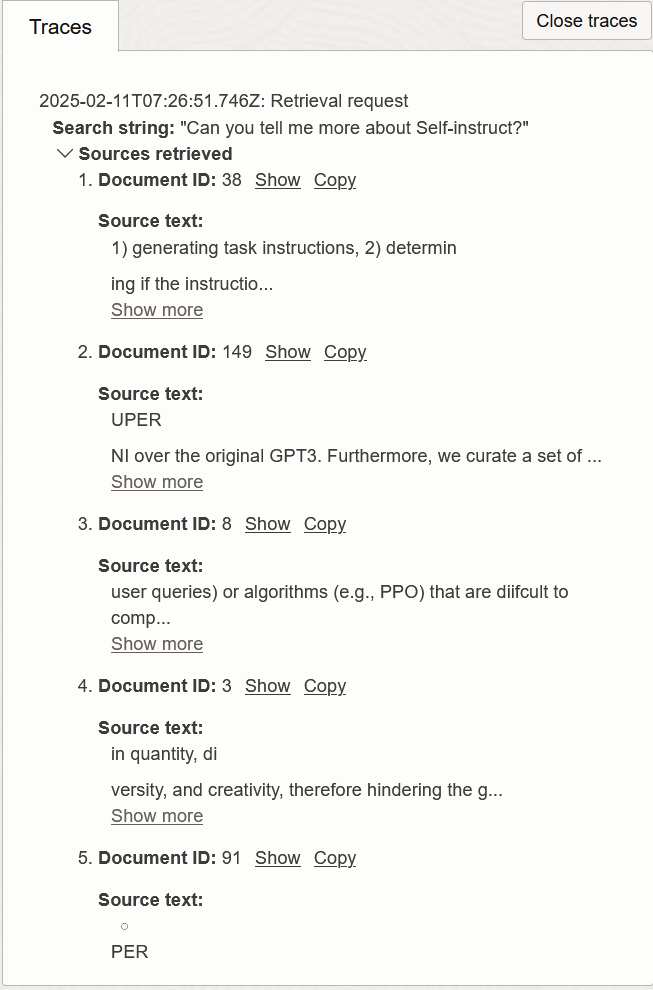 Traces
Close traces
2025-02-11T07:26:51.746Z: Retrieval request
Search string: "Can you tell me more about Self-instruct?"
Sources retrieved
1. Document ID: 38 Show Copy
Source text:
1) generating task instructions, 2) determin
ing if the instructio...
Show more
2. Document ID: 149 Show Copy
Source text:
UPER
NI over the original GPT3. Furthermore, we curate a set of ...
Show more
3. Document ID: 8 Show Copy
Source text:
user queries) or algorithms (e.g., PPO) that are diifcult to
comp...
Show more
4. Document ID: 3 Show Copy
Source text:
in quantity, di
versity, and creativity, therefore hindering the g...
Show more
5. Document ID: 91 Show Copy
Source text:
○
PER